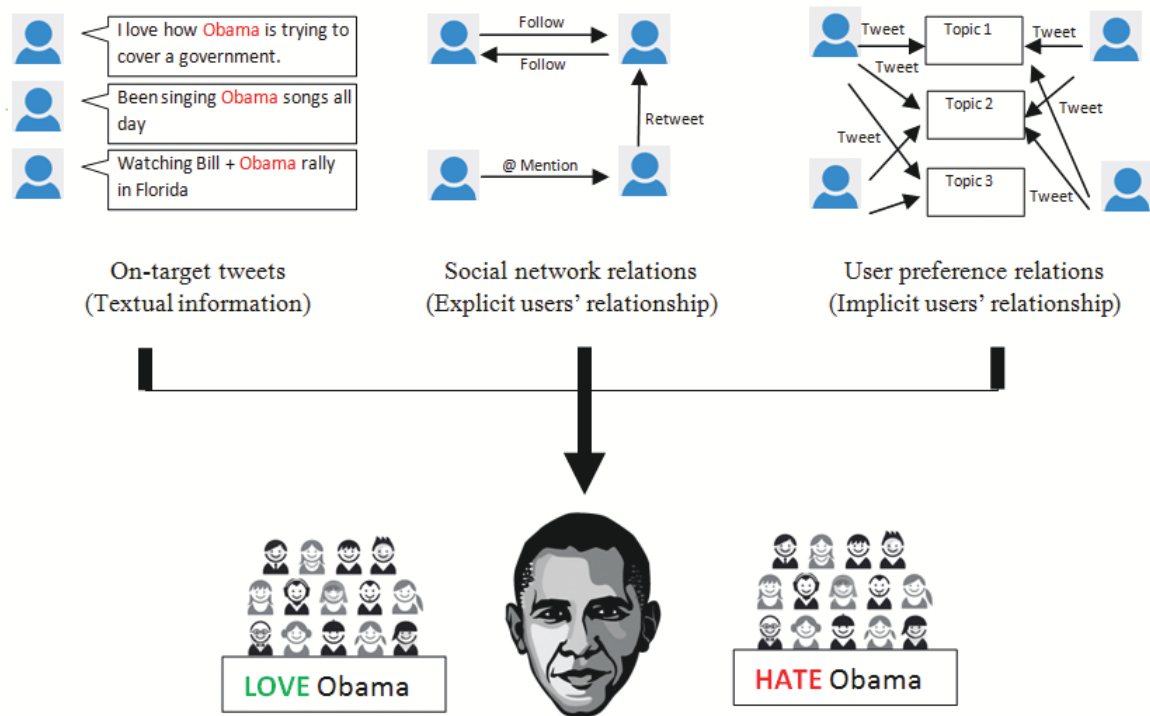 I love how Obama is trying to
cover a government.
Been singing Obama songs all
day
Watching Bill + Obama rally
in Florida
On-target tweets
(Textual information)
Follow
Follow
Retweet
@ Mention
Social network relations
(Explicit users’ relationship)
Tweet
Topic 1
Tweet
Tweet
Topic 2
Tweet
Tweet
Topic 3
Tweet
User preference relations
(Implicit users’ relationship)
LOVE Obama
HATE Obama